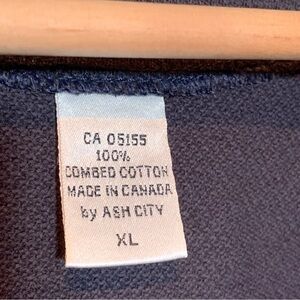 CA 05155
100%
COMBED COTTON
MADE IN CANADA
by ASH CITY
XL